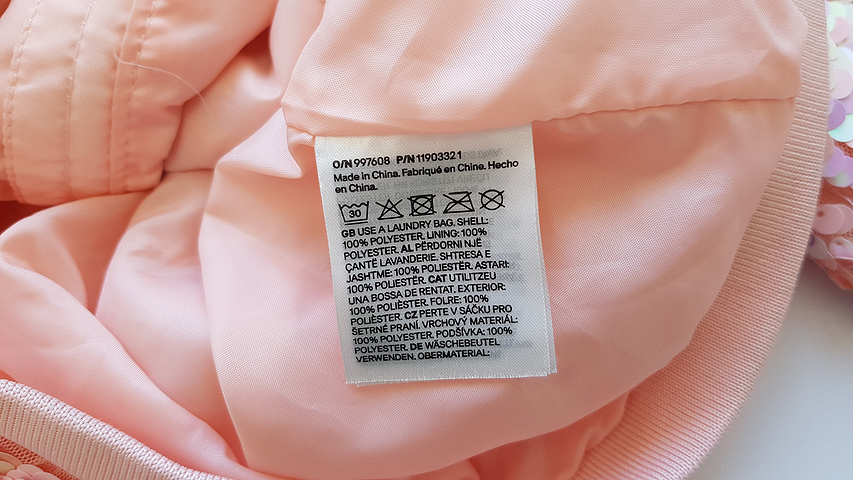 O/N 997608 P/N 11903321
Made in China. Fabriqué en Chine. Hecho
en China.
30
GB USE A LAUNDRY BAG. SHELL:
100% POLYESTER. LINING: 100%
POLYESTER. AL PËRDORNI NJË
ÇANTË LAVANDERIE. SHTRESA E
JASHTME: 100% POLIESTËR. ASTARI:
100% POLIESTËR. CAT UTILITZEU
UNA BOSSA DE RENTAT. EXTERIOR:
100% POLIÈSTER. FOLRE: 100%
POLIÈSTER. CZ PERTE V SÁČKU PRO
ŠETRNÉ PRANÍ. VRCHOVÝ MATERIÁL:
100% POLYESTER. PODŠÍVKA: 100%
POLYESTER. DE WÄSCHEBEUTEL
VERWENDEN. OBERMATERIAL: